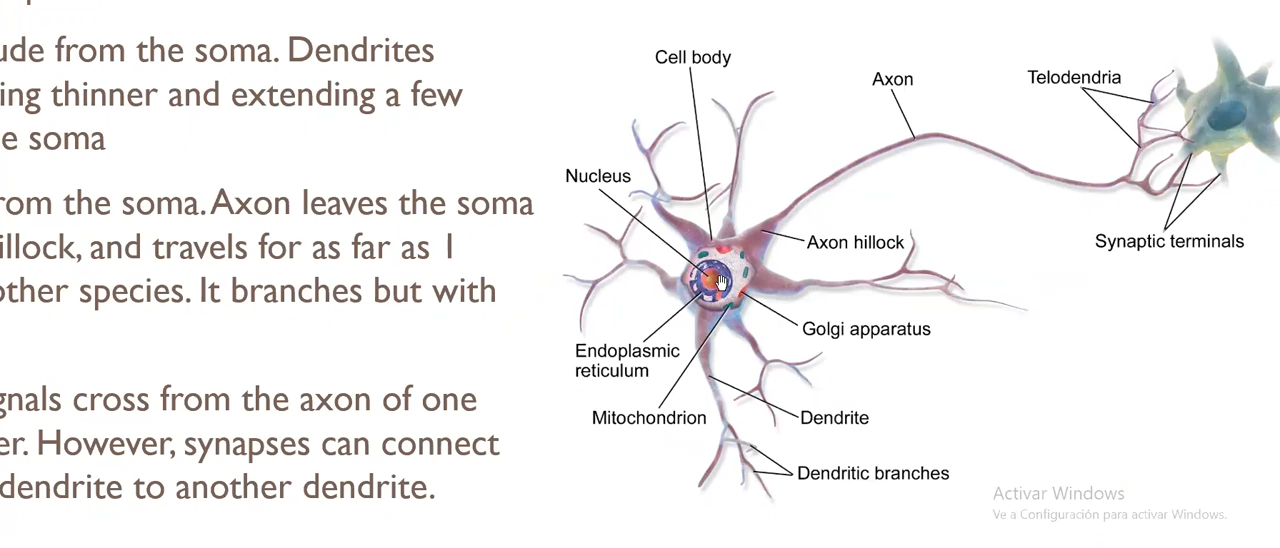 ude from the soma. Dendrites
ing thinner and extending a few
e soma
rom the soma. Axon leaves the soma
illock, and travels for as far as 1
other species. It branches but with
gnals cross from the axon of one
er. However, synapses can connect
dendrite to another dendrite.
Cell body
Axon
Telodendria
Nucleus
Axon hillock
Synaptic terminals
Golgi apparatus
Endoplasmic
reticulum
Mitochondrion
Dendrite
Dendritic branches
Activar Windows
Ve a Configuración para activar Windows.